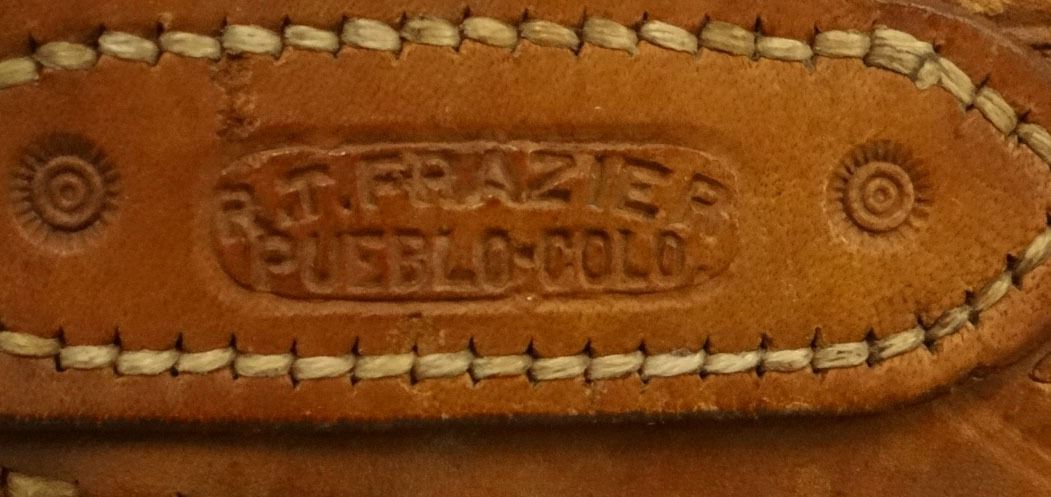 R.T. FRAZIER
PUEBLO-COLO.